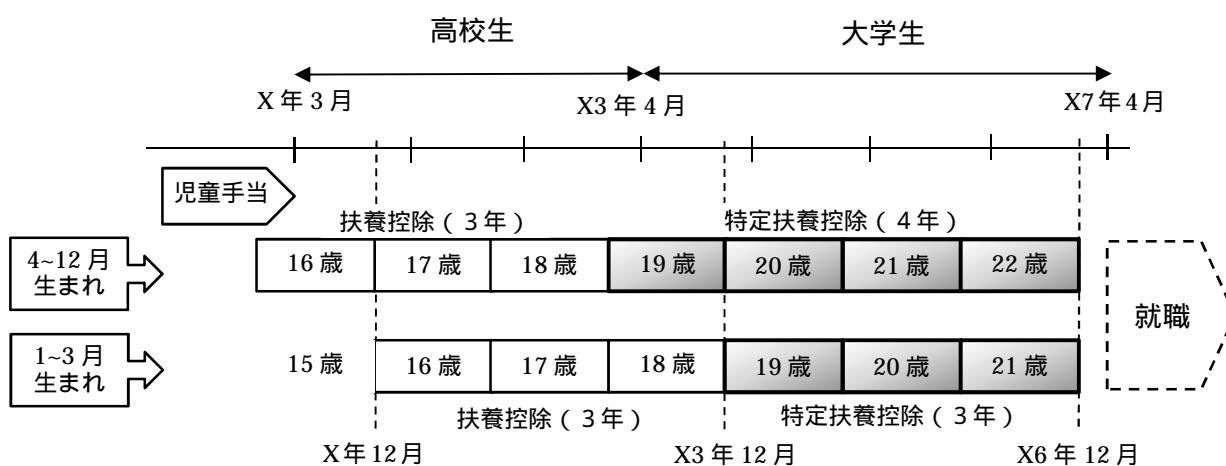 高校生
大学生
X 年 3 月
X3 年 4 月
X7 年 4 月
児童手当
扶養控除（３年）
特定扶養控除（４年）
4~12 月
生まれ
16 歳
17 歳
18 歳
19 歳
20 歳
21 歳
22 歳
就職
1~3 月
生まれ
15 歳
16 歳
17 歳
18 歳
19 歳
20 歳
21 歳
扶養控除（３年）
特定扶養控除（３年）
X 年 12 月
X3 年 12 月
X6 年 12 月